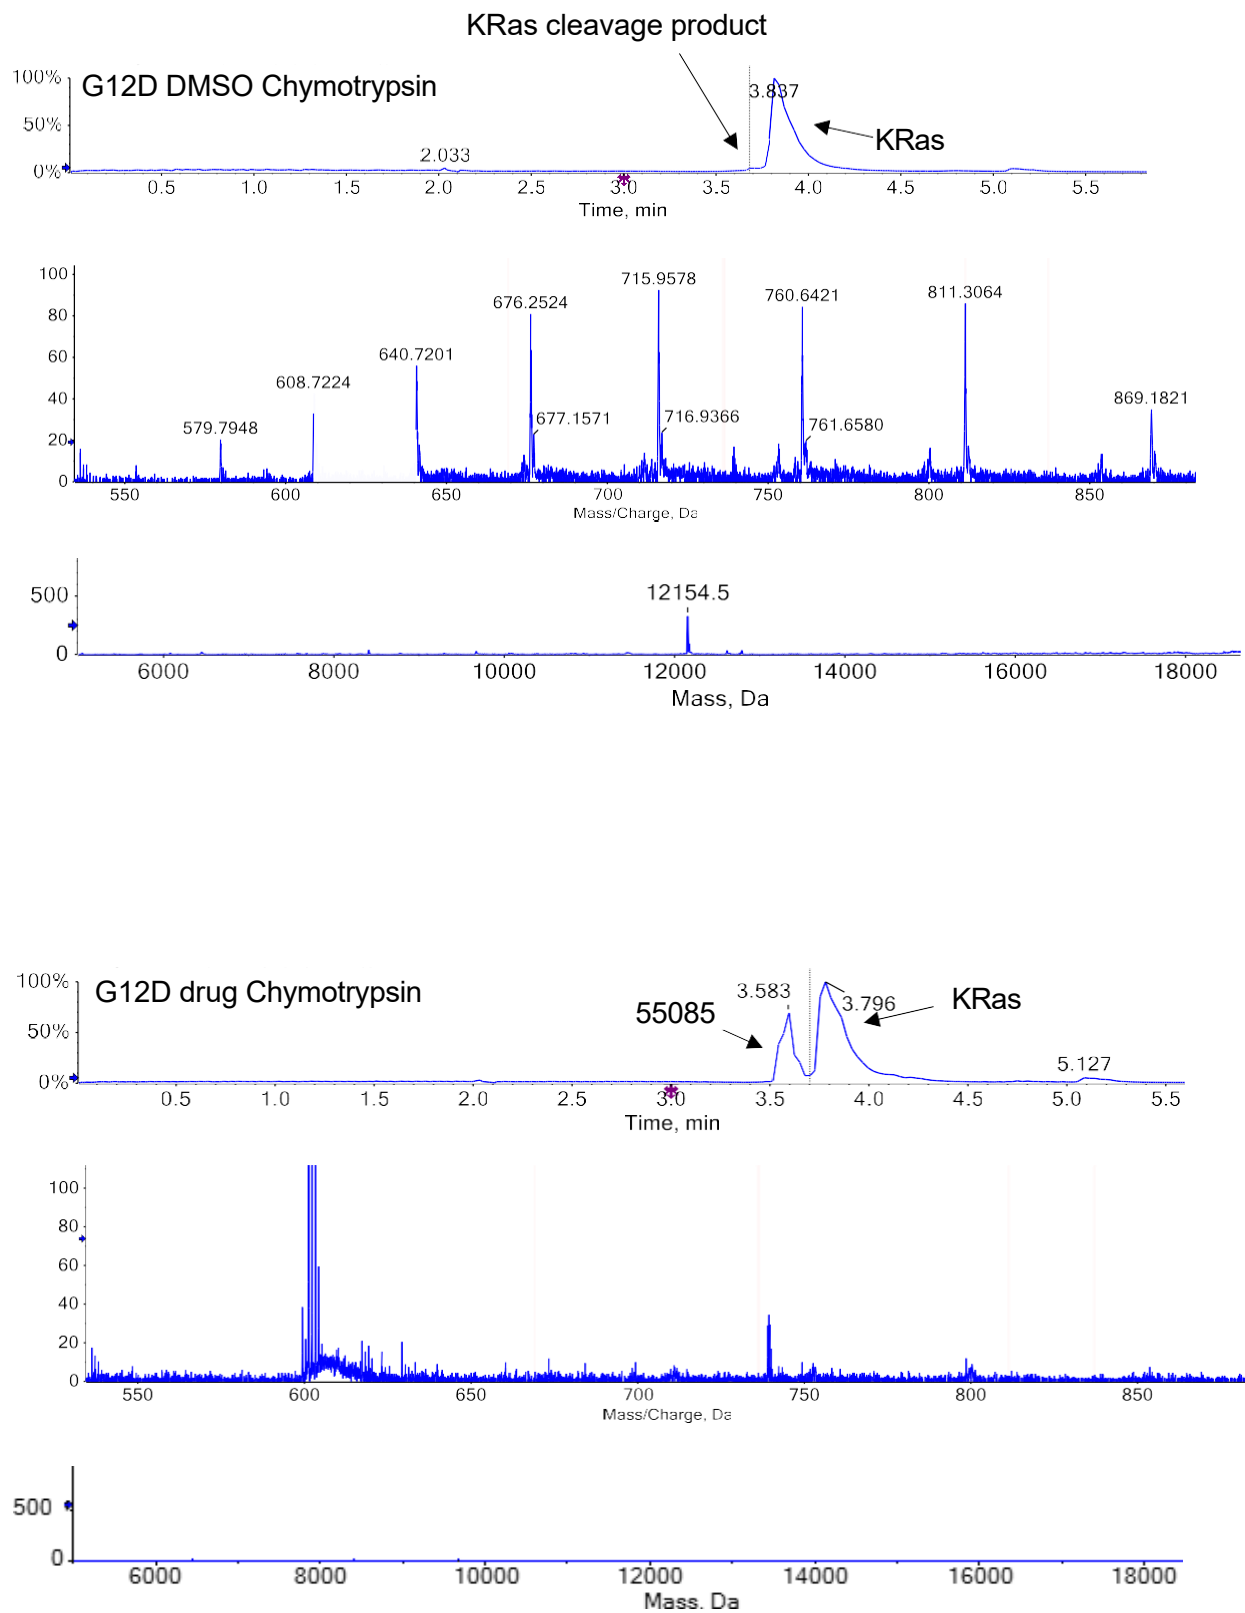 KRas cleavage product
100%
G12D DMSO Chymotrypsin
3.837
50%
KRas
2.033
0%
0.5 1.0 1.5 2.0 2.5 3.0 3.5 4.0 4.5 5.0 5.5
Time, min
100
715.9578
676.2524
760.6421
811.3064
80
60
640.7201
608.7224
869.1821
40
579.7948
677.1571
716.9366
761.6580
20
0
550 600 650 700 750 800 850
Mass/Charge, Da
500
12154.5
0
6000 8000 10000 12000 14000 16000 18000
Mass, Da
100%
G12D drug Chymotrypsin
3.583
3.796
KRas
55085
50%
5.127
0%
0.5 1.0 1.5 2.0 2.5 3.0 3.5 4.0 4.5 5.0 5.5
Time, min
100
80
60
40
20
0
550 600 650 700 750 800 850
Mass/Charge, Da
500
0
6000 8000 10000 12000 14000 16000 18000
Mass, Da